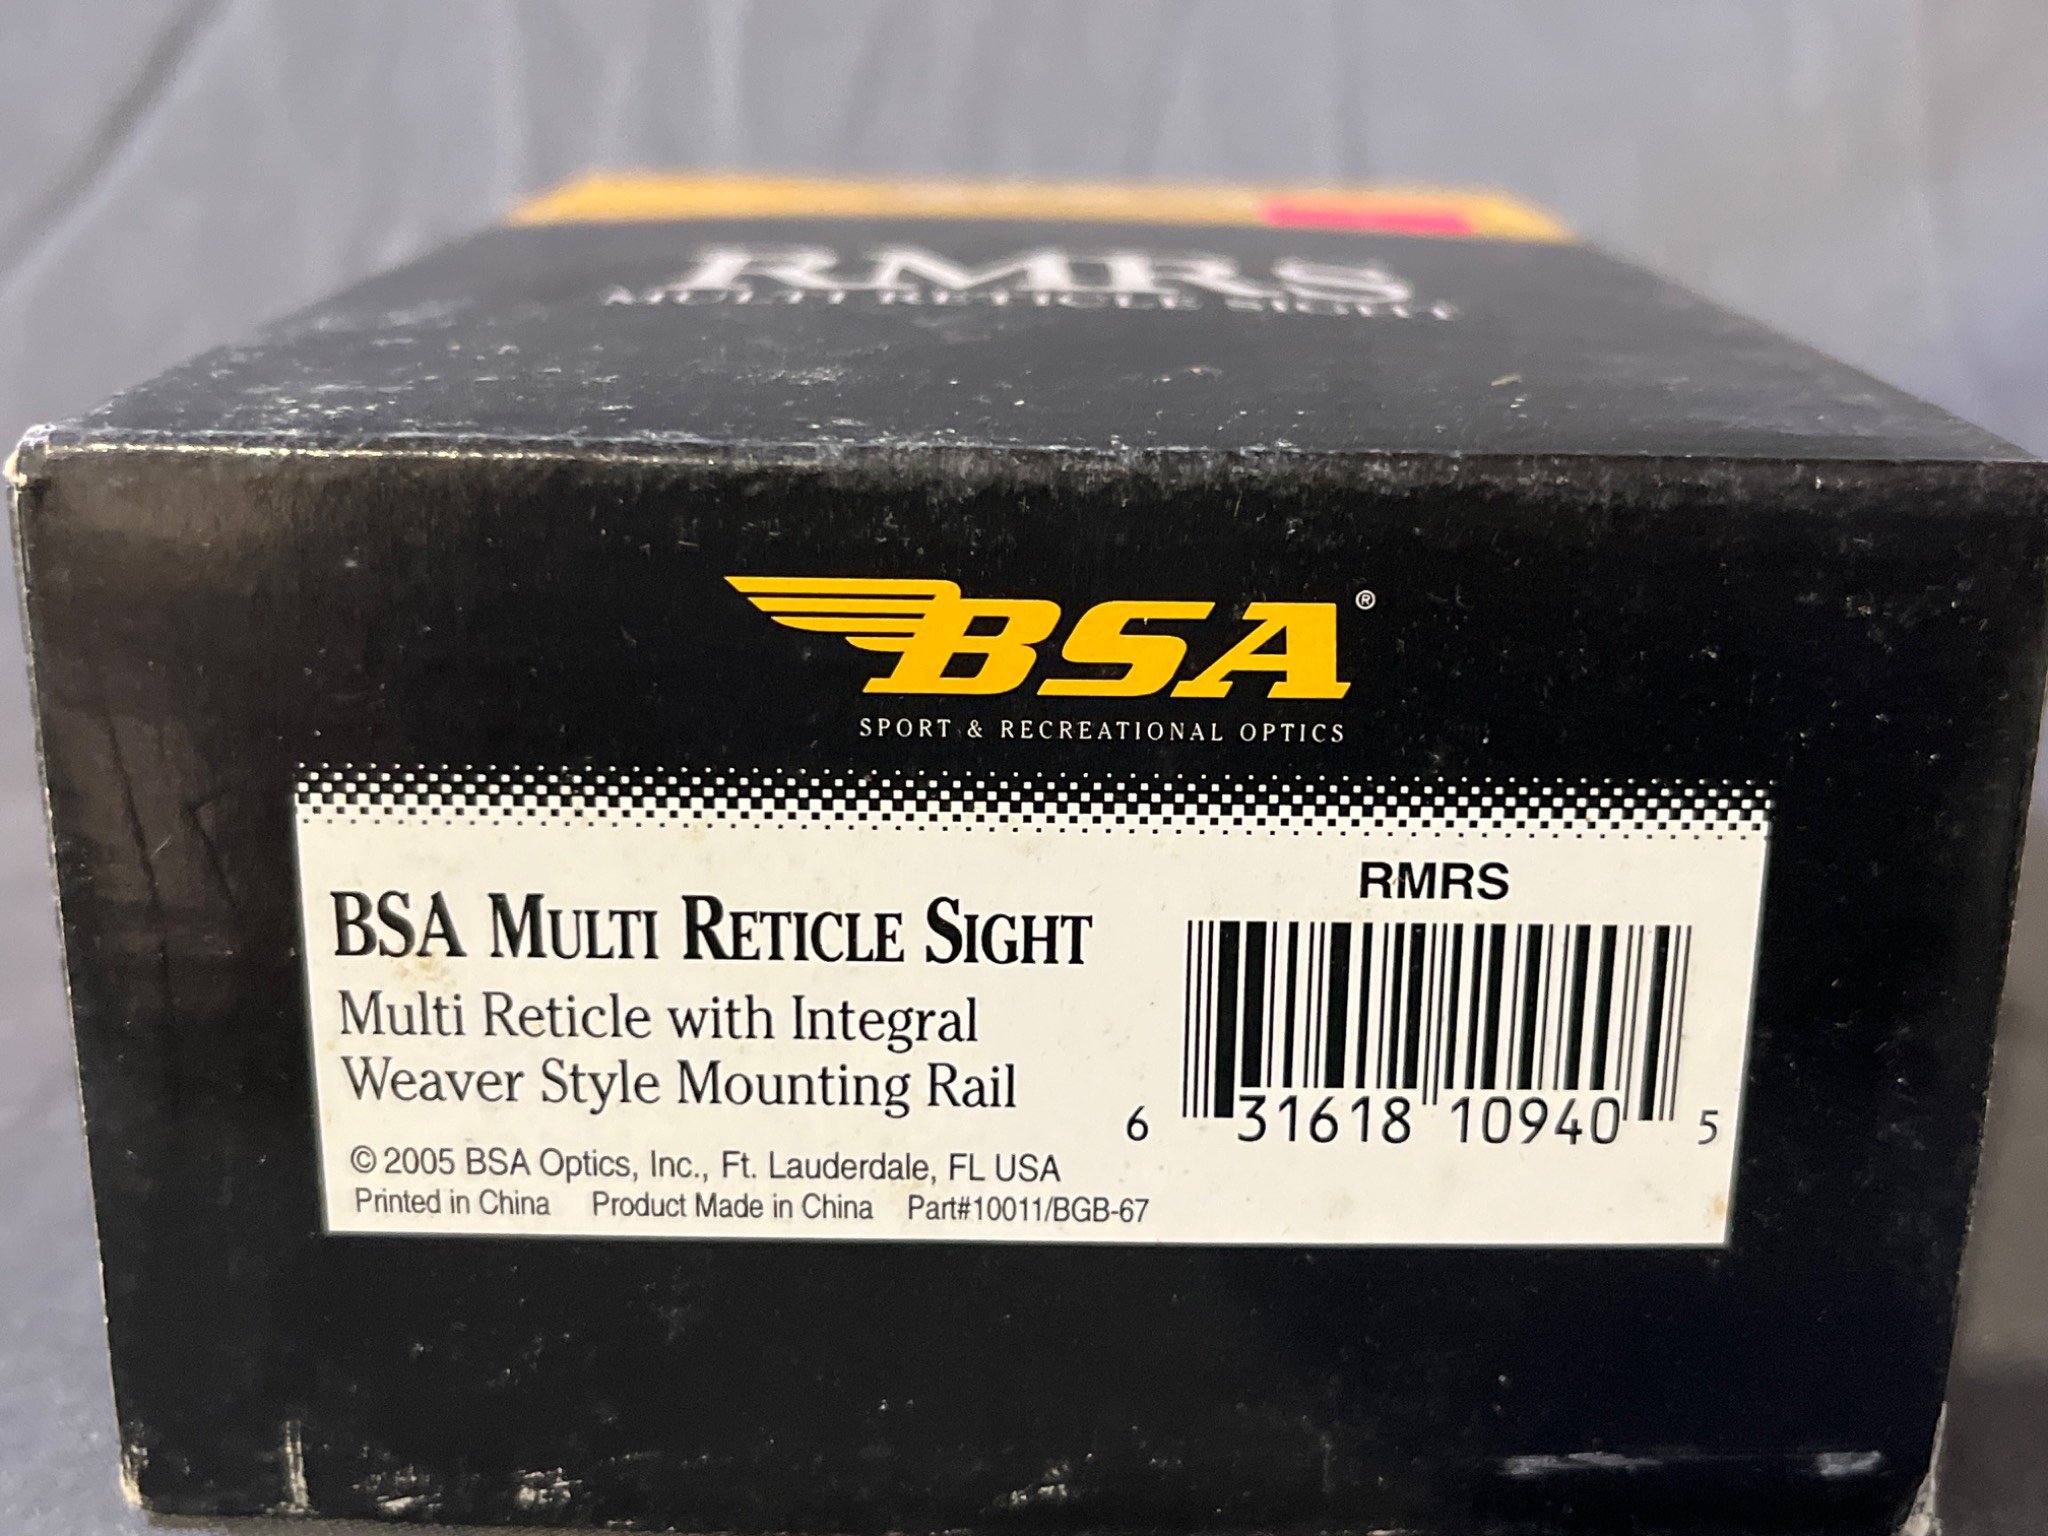 RMRS
MULTI RETICLE SIGHT
BSA®
SPORT & RECREATIONAL OPTICS
RMRS
BSA MULTI RETICLE SIGHT
Multi Reticle with Integral
Weaver Style Mounting Rail
6 31618 10940 5
© 2005 BSA Optics, Inc., Ft. Lauderdale, FL USA
Printed in China Product Made in China Part#10011/BGB-67